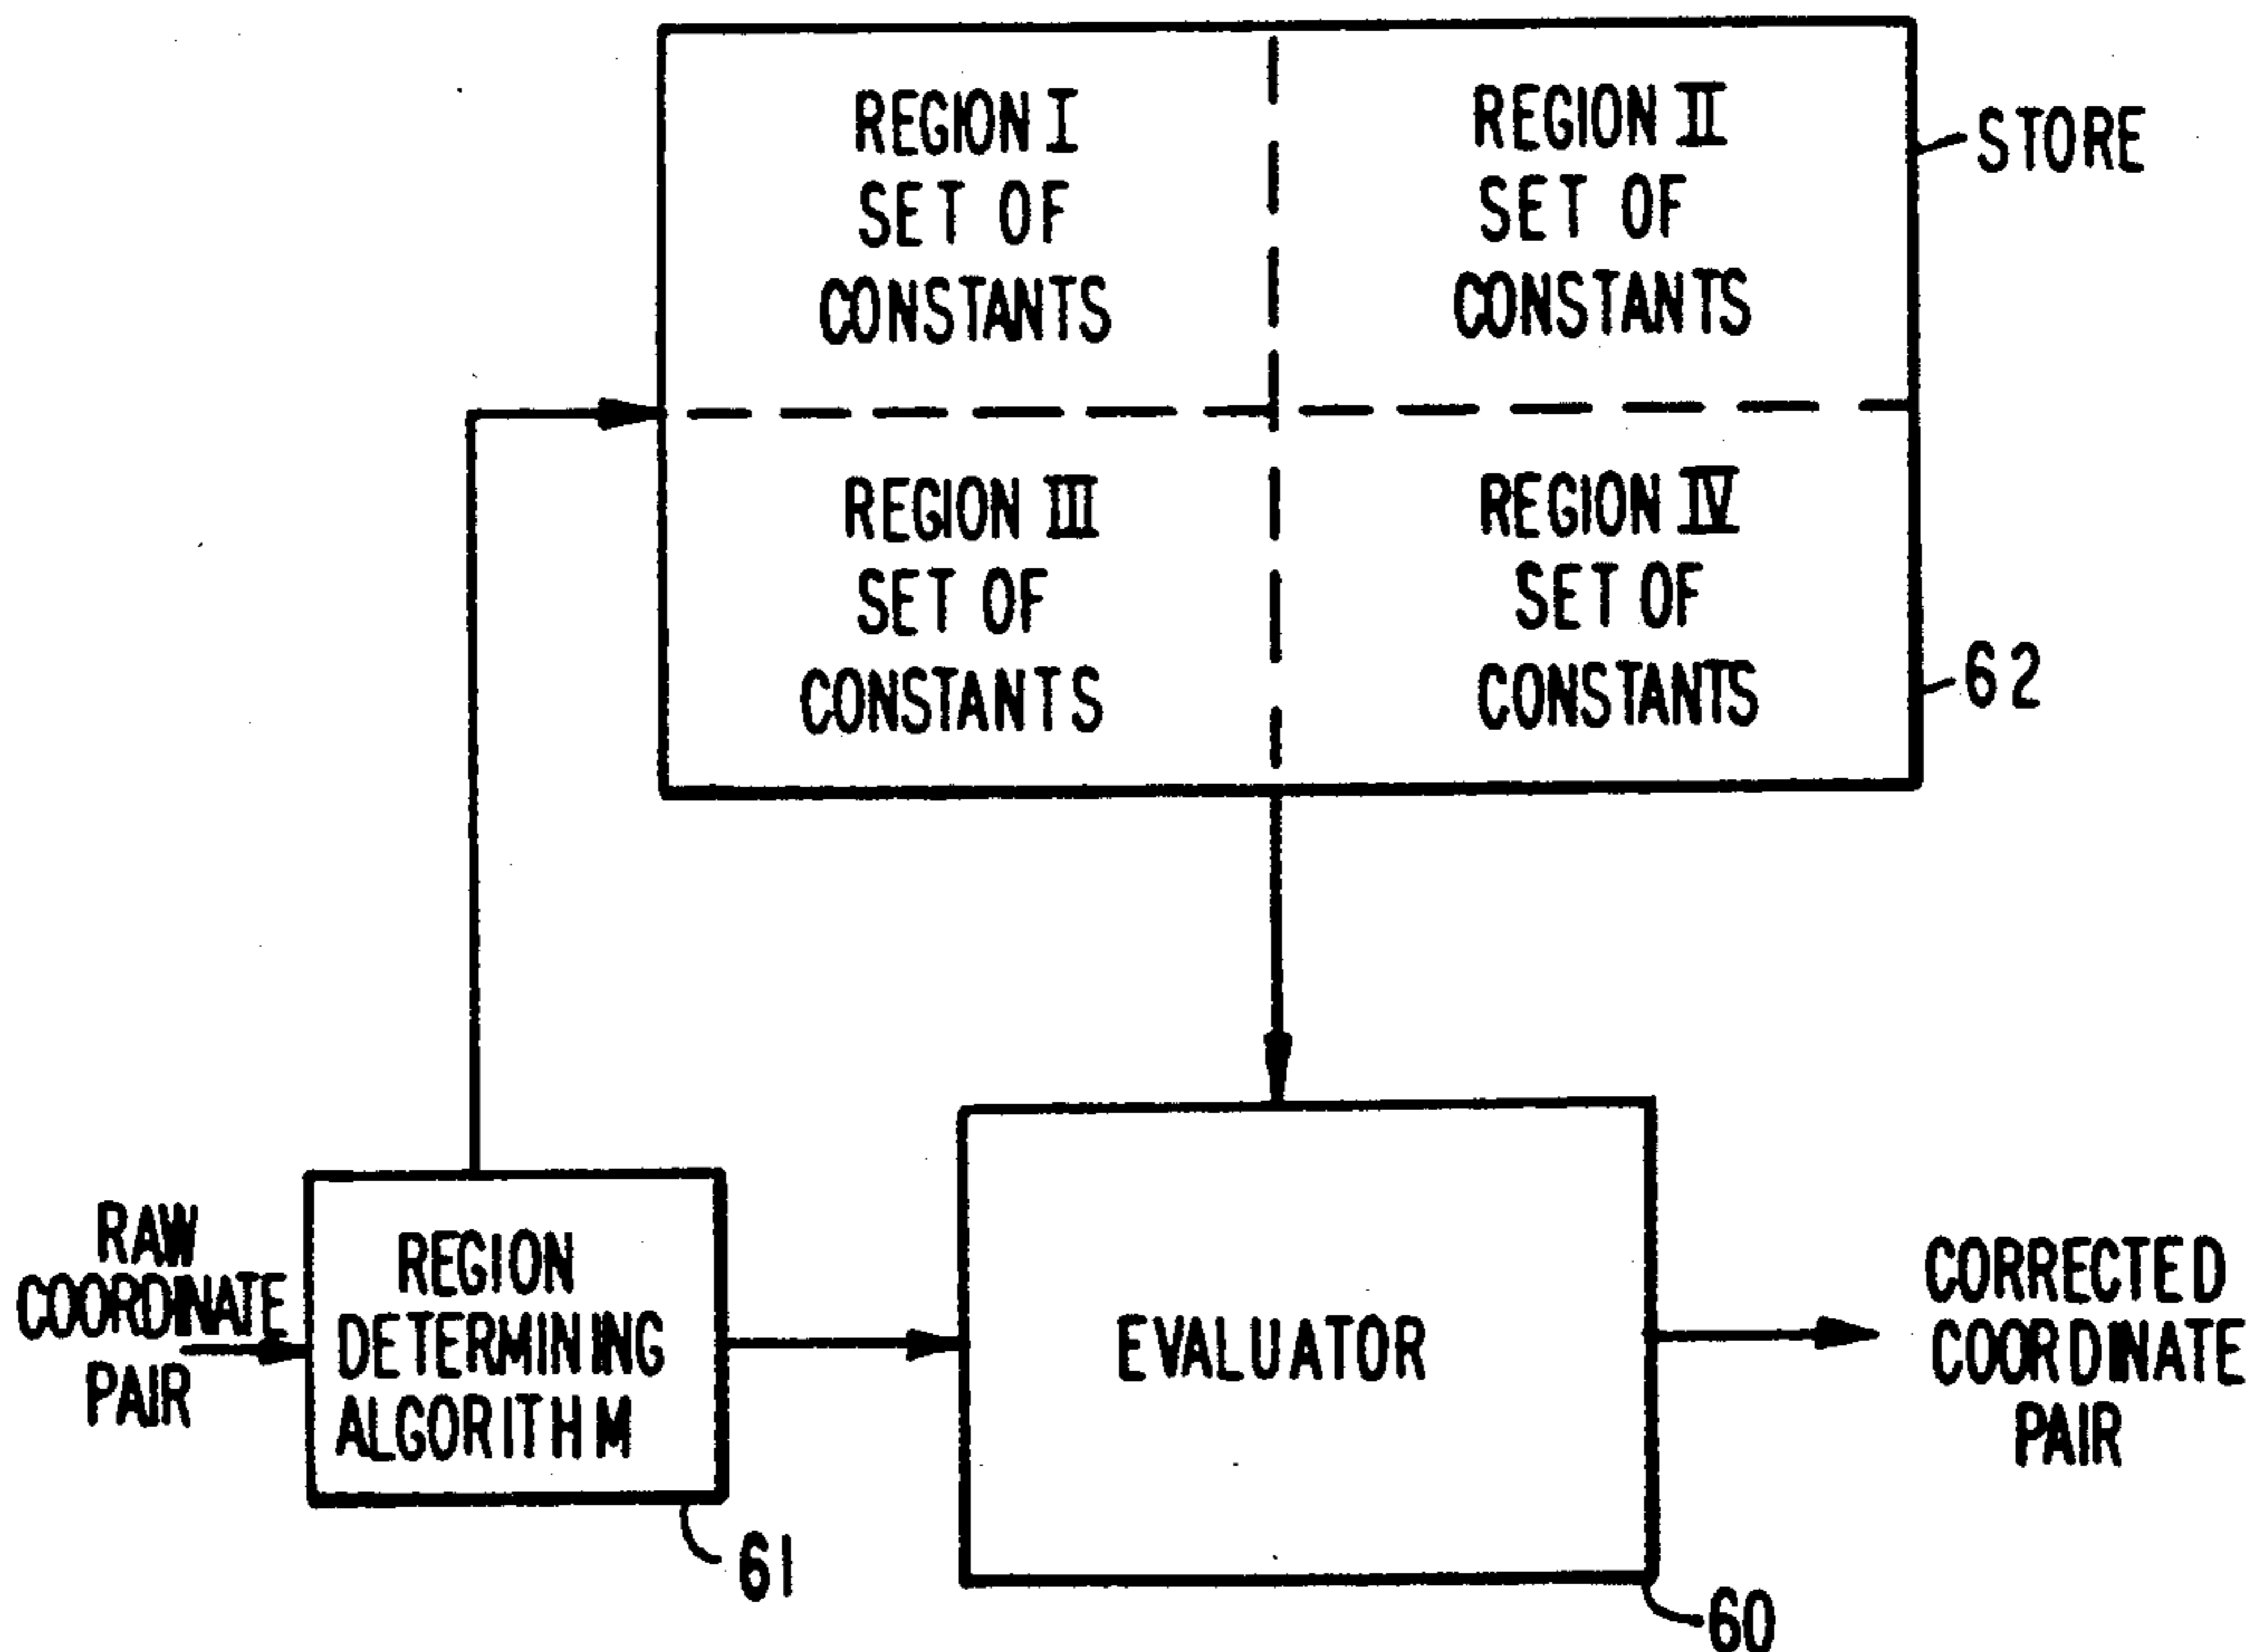 REGION I
SET OF
CONSTANTS
REGION II
SET OF
CONSTANTS
STORE
REGION III
SET OF
CONSTANTS
REGION IV
SET OF
CONSTANTS
62
RAW
COORDINATE
PAIR
REGION
DETERMINING
ALGORITHM
61
EVALUATOR
60
CORRECTED
COORDINATE
PAIR